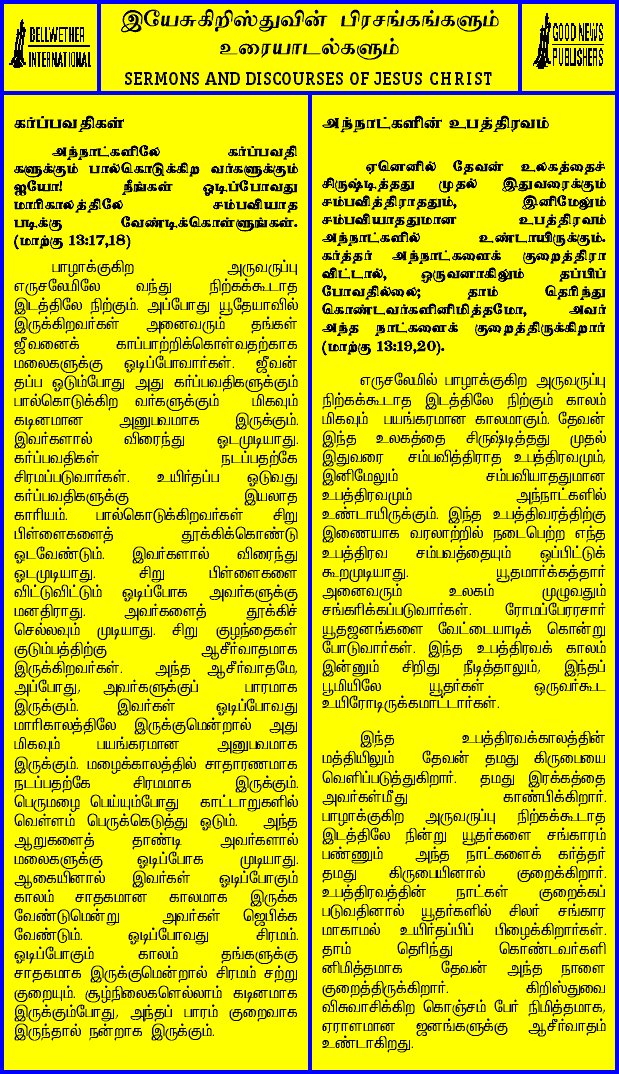 BELLWETHER
INTERNATIONAL
இயேசுகிறிஸ்துவின் பிரசங்கங்களும்
உரையாடல்களும்
SERMONS AND DISCOURSES OF JESUS CHRIST
GOOD NEWS
PUBLISHERS
கர்ப்பவதிகள்
அந்நாட்களிலே கர்ப்பவதி
களுக்கும் பால்கொடுக்கிற வர்களுக்கும்
ஐயோ! நீங்கள் ஓடிப்போவது
மாரிகாலத்திலே சம்பவியாத
படிக்கு வேண்டிக்கொள்ளுங்கள்.
(மாற்கு 13:17,18)
பாழாக்குகிற அருவருப்பு
எருசலேமிலே வந்து நிற்கக்கூடாத
இடத்திலே நிற்கும். அப்போது யூதேயாவில்
இருக்கிறவர்கள் அனைவரும் தங்கள்
ஜீவனைக் காப்பாற்றிக்கொள்வதற்காக
மலைகளுக்கு ஓடிப்போவார்கள். ஜீவன்
தப்ப ஓடும்போது அது கர்ப்பவதிகளுக்கும்
பால்கொடுக்கிற வர்களுக்கும் மிகவும்
கடினமான அனுபவமாக இருக்கும்.
இவர்களால் விரைந்து ஓடமுடியாது.
கர்ப்பவதிகள் நடப்பதற்கே
சிரமப்படுவார்கள். உயிர்தப்ப ஓடுவது
கர்ப்பவதிகளுக்கு இயலாத
காரியம். பால்கொடுக்கிறவர்கள் சிறு
பிள்ளைகளைத் தூக்கிக்கொண்டு
ஓடவேண்டும். இவர்களால் விரைந்து
ஓடமுடியாது. சிறு பிள்ளைகளை
விட்டுவிட்டும் ஓடிப்போக அவர்களுக்கு
மனதிராது. அவர்களைத் தூக்கிச்
செல்லவும் முடியாது. சிறு குழந்தைகள்
குடும்பத்திற்கு ஆசீர்வாதமாக
இருக்கிறவர்கள். அந்த ஆசீர்வாதமே,
அப்போது, அவர்களுக்குப் பாரமாக
இருக்கும். இவர்கள் ஓடிப்போவது
மாரிகாலத்திலே இருக்குமென்றால் அது
மிகவும் பயங்கரமான அனுபவமாக
இருக்கும். மழைக்காலத்தில் சாதாரணமாக
நடப்பதற்கே சிரமமாக இருக்கும்.
பெருமழை பெய்யும்போது காட்டாறுகளில்
வெள்ளம் பெருக்கெடுத்து ஓடும். அந்த
ஆறுகளைத் தாண்டி அவர்களால்
மலைகளுக்கு ஓடிப்போக முடியாது.
ஆகையினால் இவர்கள் ஓடிப்போகும்
காலம் சாதகமான காலமாக இருக்க
வேண்டுமென்று அவர்கள் ஜெபிக்க
வேண்டும். ஓடிப்போவது சிரமம்.
ஓடிப்போகும் காலம் தங்களுக்கு
சாதகமாக இருக்குமென்றால் சிரமம் சற்று
குறையும். சூழ்நிலைகளெல்லாம் கடினமாக
இருக்கும்போது, அந்தப் பாரம் குறைவாக
இருந்தால் நன்றாக இருக்கும்.
அந்நாட்களின் உபத்திரவம்
ஏனெனில் தேவன் உலகத்தைச்
சிருஷ்டித்தது முதல் இதுவரைக்கும்
சம்பவித்திராததும், இனிமேலும்
சம்பவியாததுமான உபத்திரவம்
அந்நாட்களில் உண்டாயிருக்கும்.
கர்த்தர் அந்நாட்களைக் குறைத்திரா
விட்டால், ஒருவனாகிலும் தப்பிப்
போவதில்லை; தாம் தெரிந்து
கொண்டவர்களினிமித்தமோ, அவர்
அந்த நாட்களைக் குறைத்திருக்கிறார்
(மாற்கு 13:19,20).
எருசலேமில் பாழாக்குகிற அருவருப்பு
நிற்கக்கூடாத இடத்திலே நிற்கும் காலம்
மிகவும் பயங்கரமான காலமாகும். தேவன்
இந்த உலகத்தை சிருஷ்டித்தது முதல்
இதுவரை சம்பவித்திராத உபத்திரவமும்,
இனிமேலும் சம்பவியாததுமான
உபத்திரவமும் அந்நாட்களில்
உண்டாயிருக்கும். இந்த உபத்திவரத்திற்கு
இணையாக வரலாற்றில் நடைபெற்ற எந்த
உபத்திரவ சம்பவத்தையும் ஒப்பிட்டுக்
கூறமுடியாது. யூதமார்க்கத்தார்
அனைவரும் உலகம் முழுவதும்
சங்கரிக்கப்படுவார்கள். ரோமப்பேரரசார்
யூதஜனங்களை வேட்டையாடிக் கொன்று
போடுவார்கள். இந்த உபத்திரவக் காலம்
இன்னும் சிறிது நீடித்தாலும், இந்தப்
பூமியிலே யூதர்கள் ஒருவர்கூட
உயிரோடிருக்கமாட்டார்கள்.
இந்த உபத்திரவக்காலத்தின்
மத்தியிலும் தேவன் தமது கிருபையை
வெளிப்படுத்துகிறார். தமது இரக்கத்தை
அவர்கள்மீது காண்பிக்கிறார்.
பாழாக்குகிற அருவருப்பு நிற்கக்கூடாத
இடத்திலே நின்று யூதர்களை சங்காரம்
பண்ணும் அந்த நாட்களைக் கர்த்தர்
தமது கிருபையினால் குறைக்கிறார்.
உபத்திரவத்தின் நாட்கள் குறைக்கப்
படுவதினால் யூதர்களில் சிலர் சங்கார
மாகாமல் உயிர்தப்பிப் பிழைக்கிறார்கள்.
தாம் தெரிந்து கொண்டவர்களி
னிமித்தமாக தேவன் அந்த நாளை
குறைத்திருக்கிறார். கிறிஸ்துவை
விசுவாசிக்கிற கொஞ்சம் பேர் நிமித்தமாக,
ஏராளமான ஜனங்களுக்கு ஆசீர்வாதம்
உண்டாகிறது.